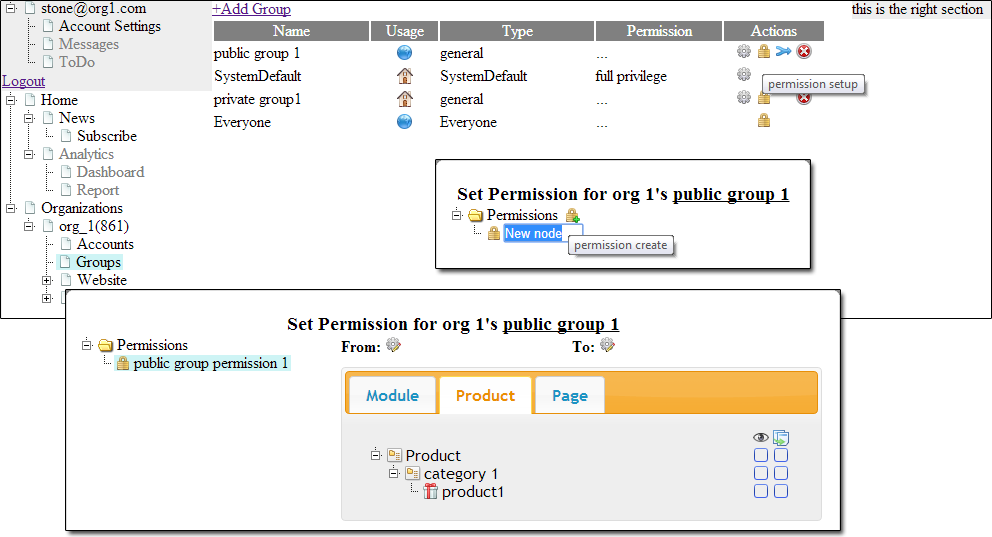 stone@org1.com
Account Settings
Messages
ToDo
Logout
Home
News
Subscribe
Analytics
Dashboard
Report
Organizations
org_1(861)
Accounts
Groups
Website
+Add Group
Name Usage Type Permission Actions
public group 1 general ...
SystemDefault SystemDefault full privilege
private group1 general ...
Everyone Everyone ...
permission setup
this is the right section
Set Permission for org 1's public group 1
Permissions
New node
permission create
Set Permission for org 1's public group 1
Permissions
public group permission 1
From: To:
Module Product Page
Product
category 1
product1